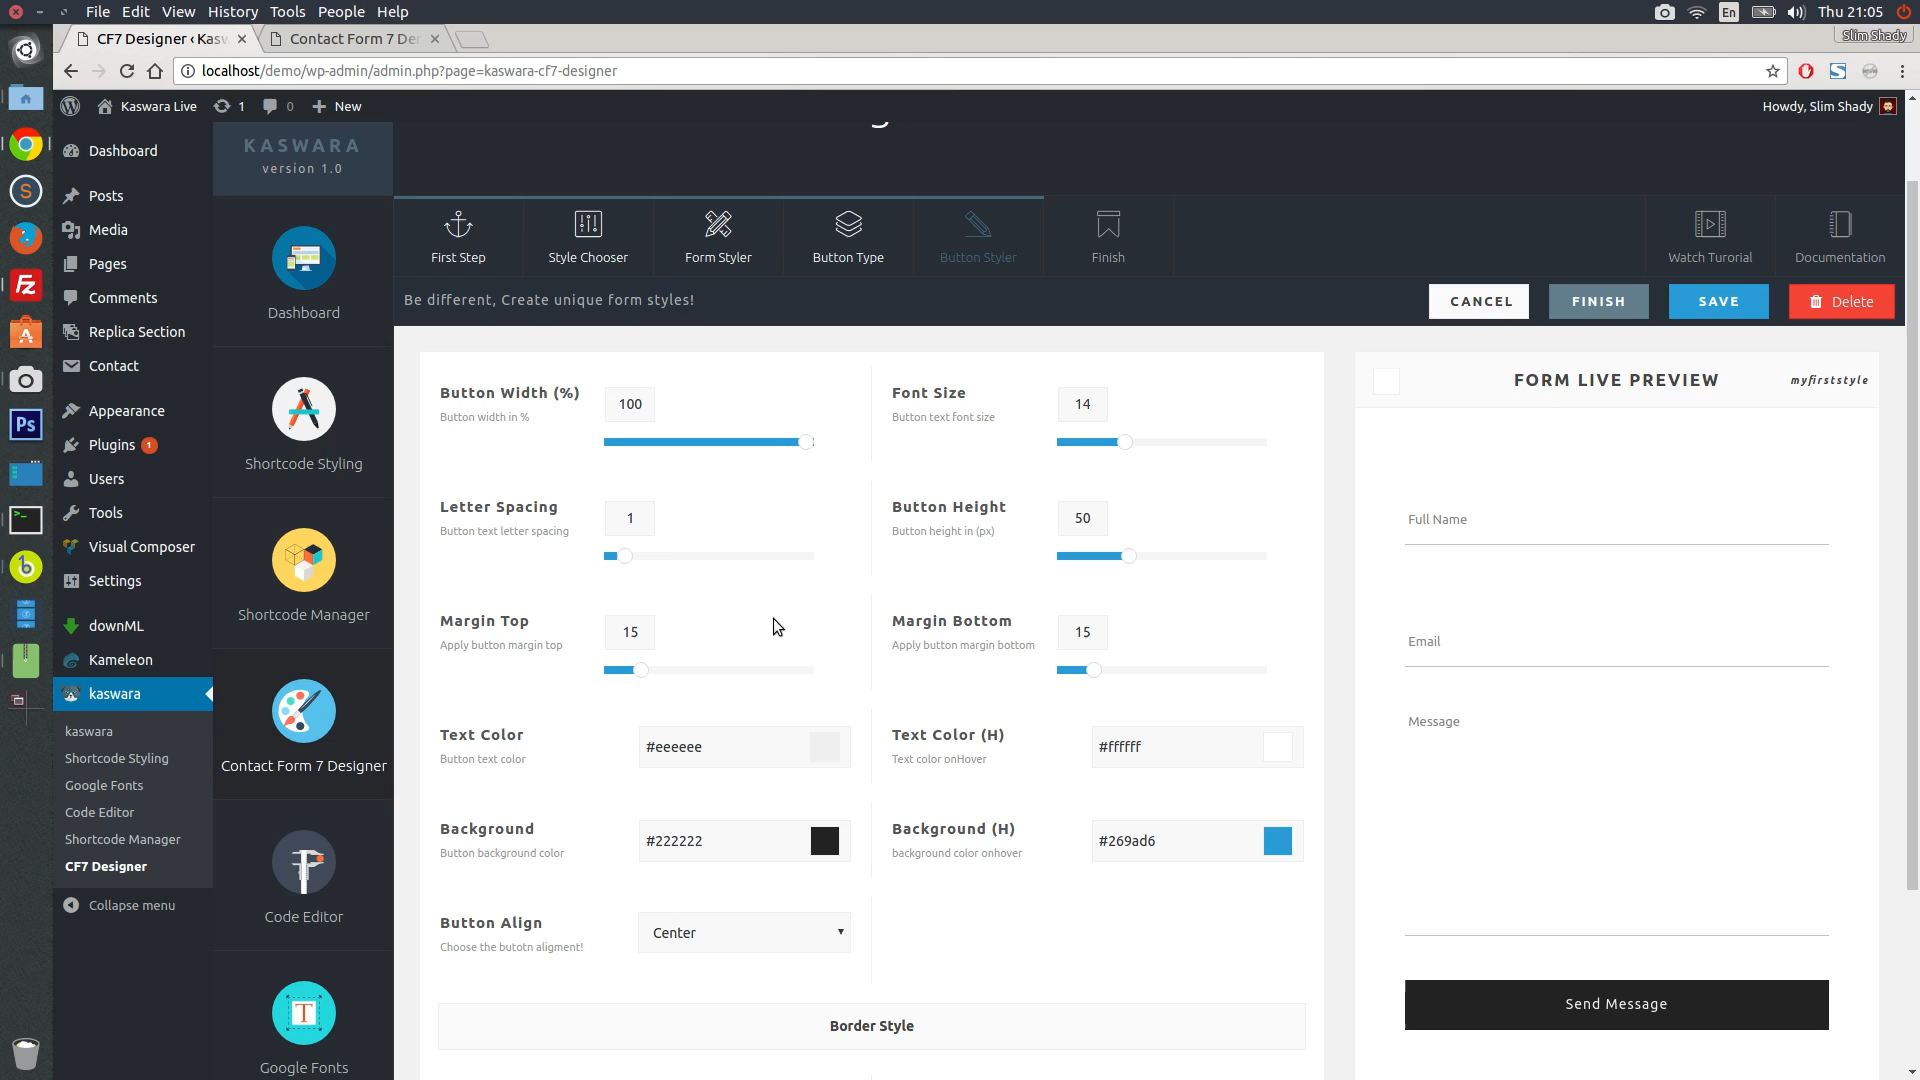 File Edit View History Tools People Help
En
Thu 21:05
CF7 Designer ‹ Kasw
Contact Form 7 Der
Slim Shady
localhost/demo/wp-admin/admin.php?page=kaswara-cf7-designer
Kaswara Live 1 0 New
Howdy, Slim Shady
Dashboard
Posts
Media
Pages
Comments
Replica Section
Contact
Appearance
Plugins 1
Users
Tools
Visual Composer
Settings
downML
Kameleon
kaswara
kaswara
Shortcode Styling
Google Fonts
Code Editor
Shortcode Manager
CF7 Designer
Collapse menu
KASWARA
version 1.0
Dashboard
Shortcode Styling
Shortcode Manager
Contact Form 7 Designer
Code Editor
Google Fonts
First Step
Style Chooser
Form Styler
Button Type
Button Styler
Finish
Watch Turorial
Documentation
Be different, Create unique form styles!
CANCEL
FINISH
SAVE
Delete
Button Width (%)
Button width in %
100
Font Size
Button text font size
14
Letter Spacing
Button text letter spacing
1
Button Height
Button height in (px)
50
Margin Top
Apply button margin top
15
Margin Bottom
Apply button margin bottom
15
Text Color
Button text color
#eeeeee
Text Color (H)
Text color onHover
#ffffff
Background
Button background color
#222222
Background (H)
background color onhover
#269ad6
Button Align
Choose the butotn aligment!
Center
Border Style
FORM LIVE PREVIEW
myfirststyle
Full Name
Email
Message
Send Message
Ps